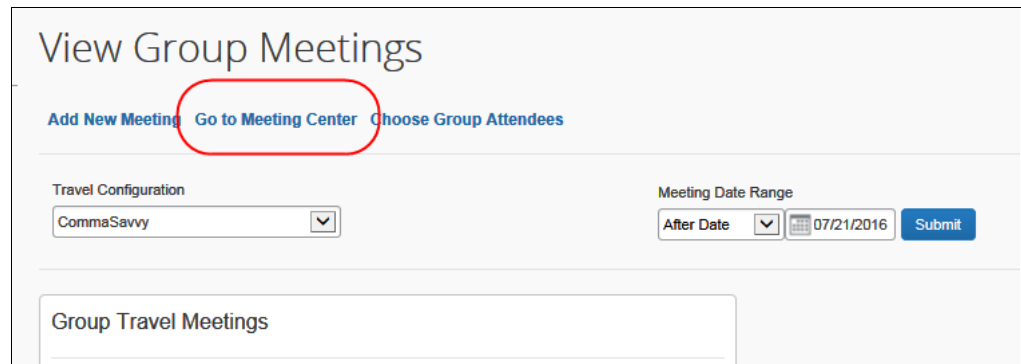 View Group Meetings
Add New Meeting Go to Meeting Center Choose Group Attendees
Travel Configuration
Meeting Date Range
CommaSavvy
After Date 07/21/2016 Submit
Group Travel Meetings